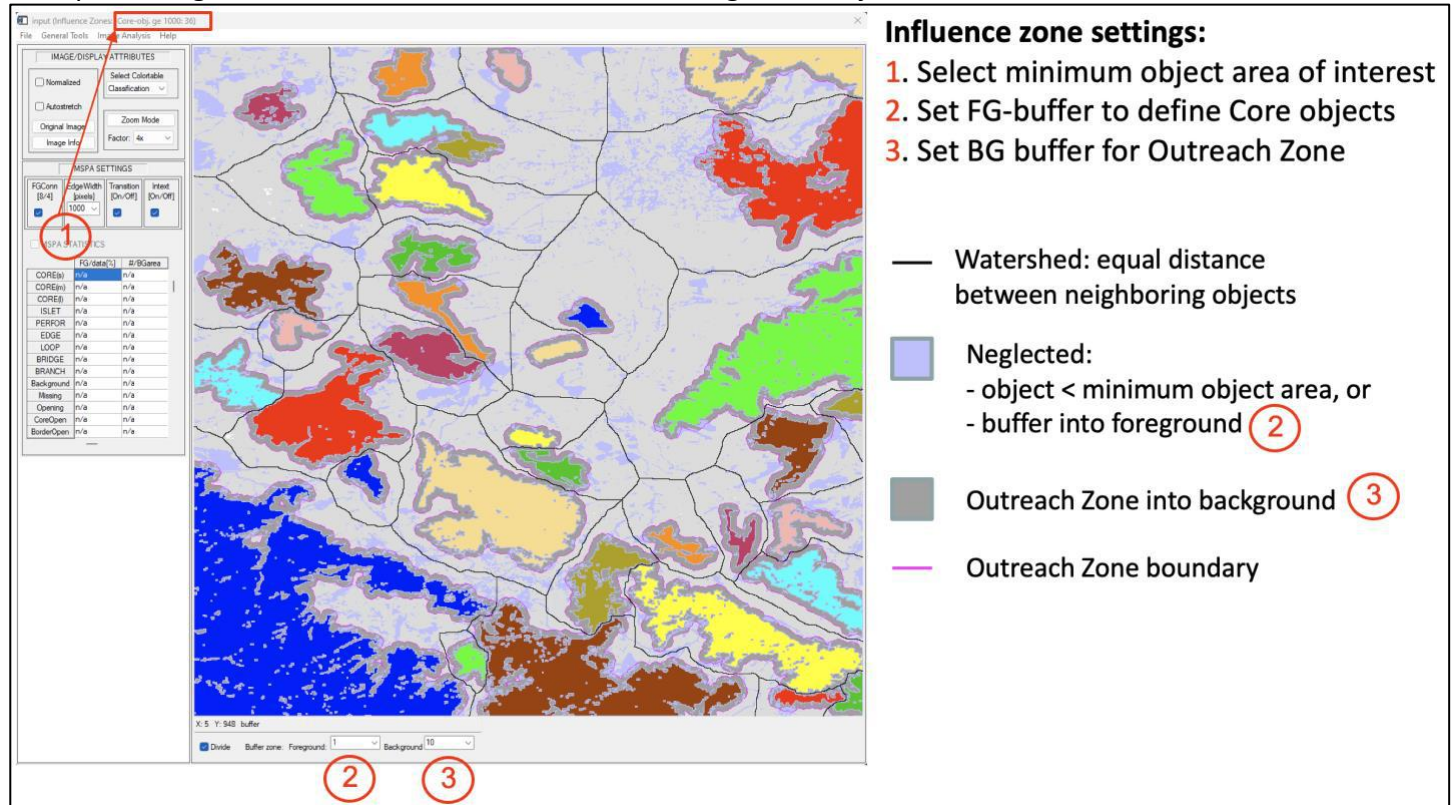 input (Influence Zones: Core-obj. ge 1000: 36)
File General Tools Image Analysis Help
IMAGE/DISPLAY ATTRIBUTES
Normalized
Select Colortable
Classification
Autostretch
Original Image
Zoom Mode
Image Info
Factor: 4x
MSPA SETTINGS
FGConn EdgeWidth Transition Intext
[8/4] [pixels] [On/Off] [On/Off]
1000
1
MSPA STATISTICS
FG/data[%] #/BGarea
CORE(s) n/a n/a
CORE(m) n/a n/a
CORE(l) n/a n/a
ISLET n/a n/a
PERFOR n/a n/a
EDGE n/a n/a
LOOP n/a n/a
BRIDGE n/a n/a
BRANCH n/a n/a
Background n/a n/a
Missing n/a n/a
Opening n/a n/a
CoreOpen n/a n/a
BorderOpen n/a n/a
X: 5 Y: 948 buffer
Divide Buffer zone: Foreground: 1 Background 10
2 3
Influence zone settings:
1. Select minimum object area of interest
2. Set FG-buffer to define Core objects
3. Set BG buffer for Outreach Zone
Watershed: equal distance
between neighboring objects
Neglected:
- object < minimum object area, or
- buffer into foreground 2
Outreach Zone into background 3
Outreach Zone boundary